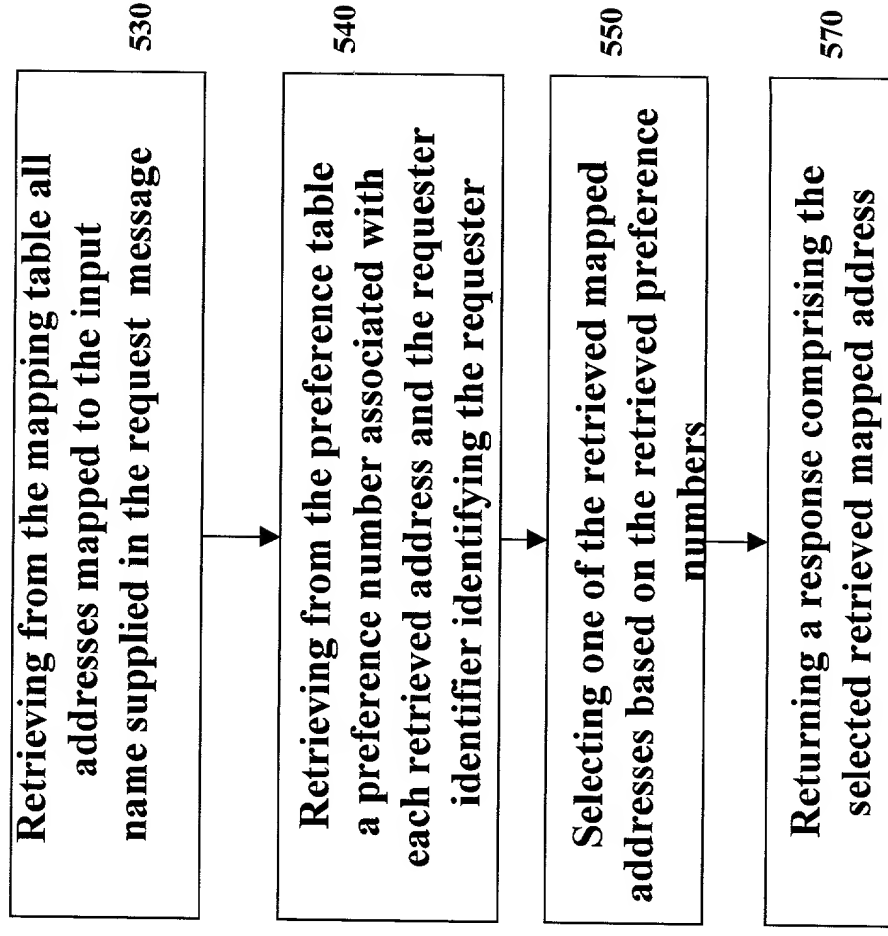 Retrieving from the mapping table all
addresses mapped to the input
name supplied in the request message
530
Retrieving from the preference table
a preference number associated with
each retrieved address and the requester
identifier identifying the requester
540
Selecting one of the retrieved mapped
addresses based on the retrieved preference
numbers
550
Returning a response comprising the
selected retrieved mapped address
570